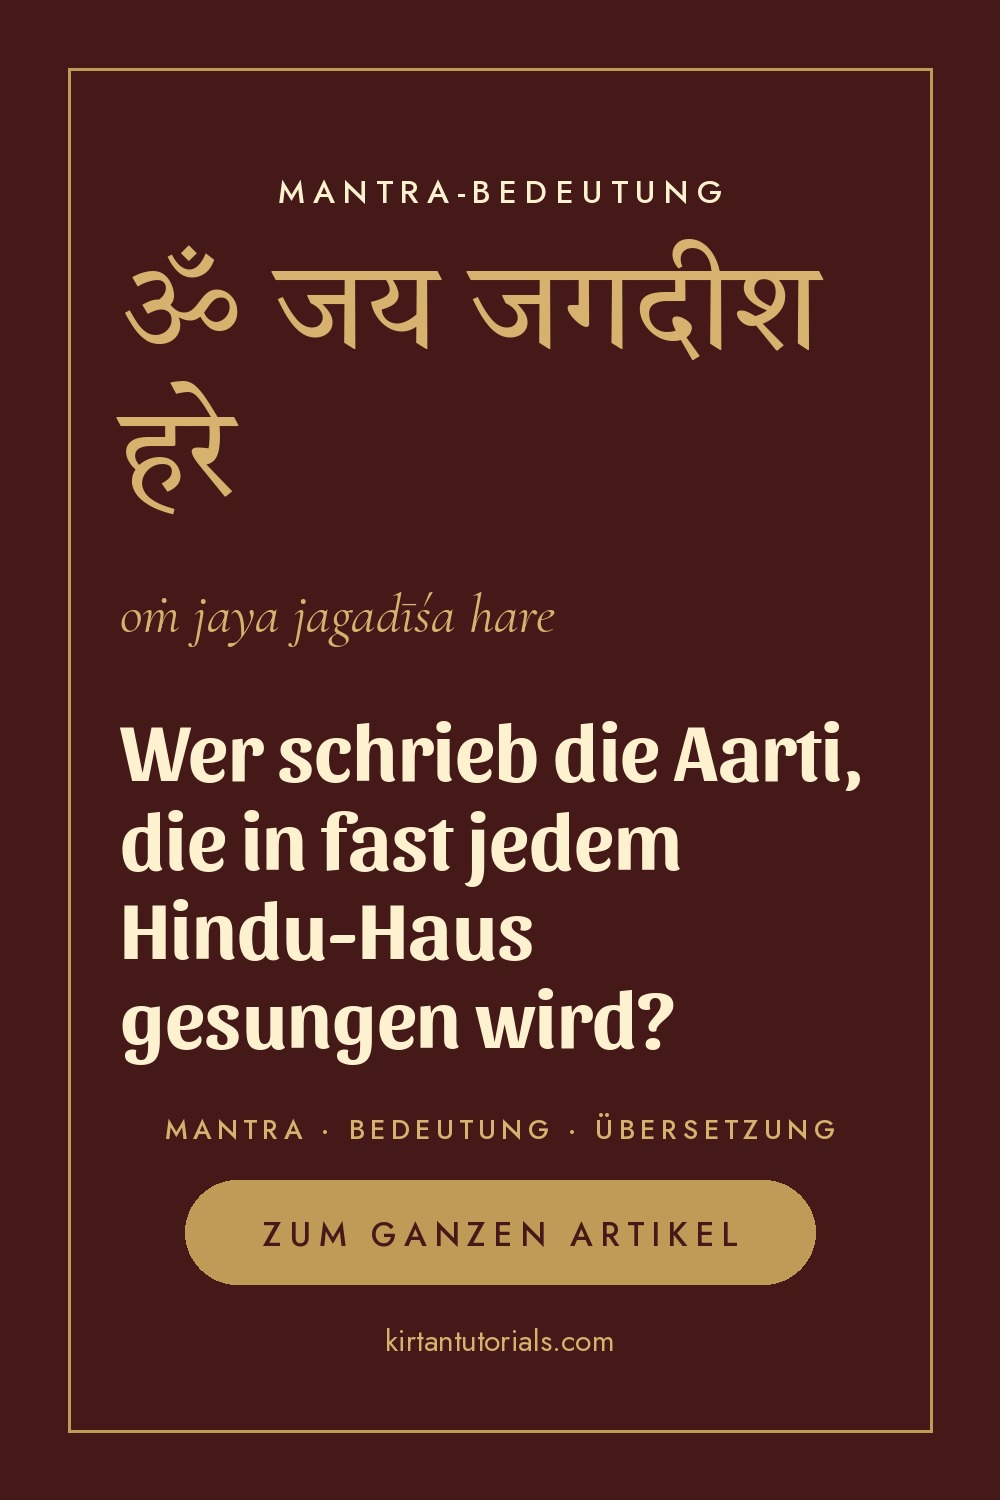 MANTRA-BEDEUTUNG
ॐ जय जगदीश
हरे
oṁ jaya jagadīśa hare
Wer schrieb die Aarti,
die in fast jedem
Hindu-Haus
gesungen wird?
MANTRA · BEDEUTUNG · ÜBERSETZUNG
ZUM GANZEN ARTIKEL
kirtantutorials.com